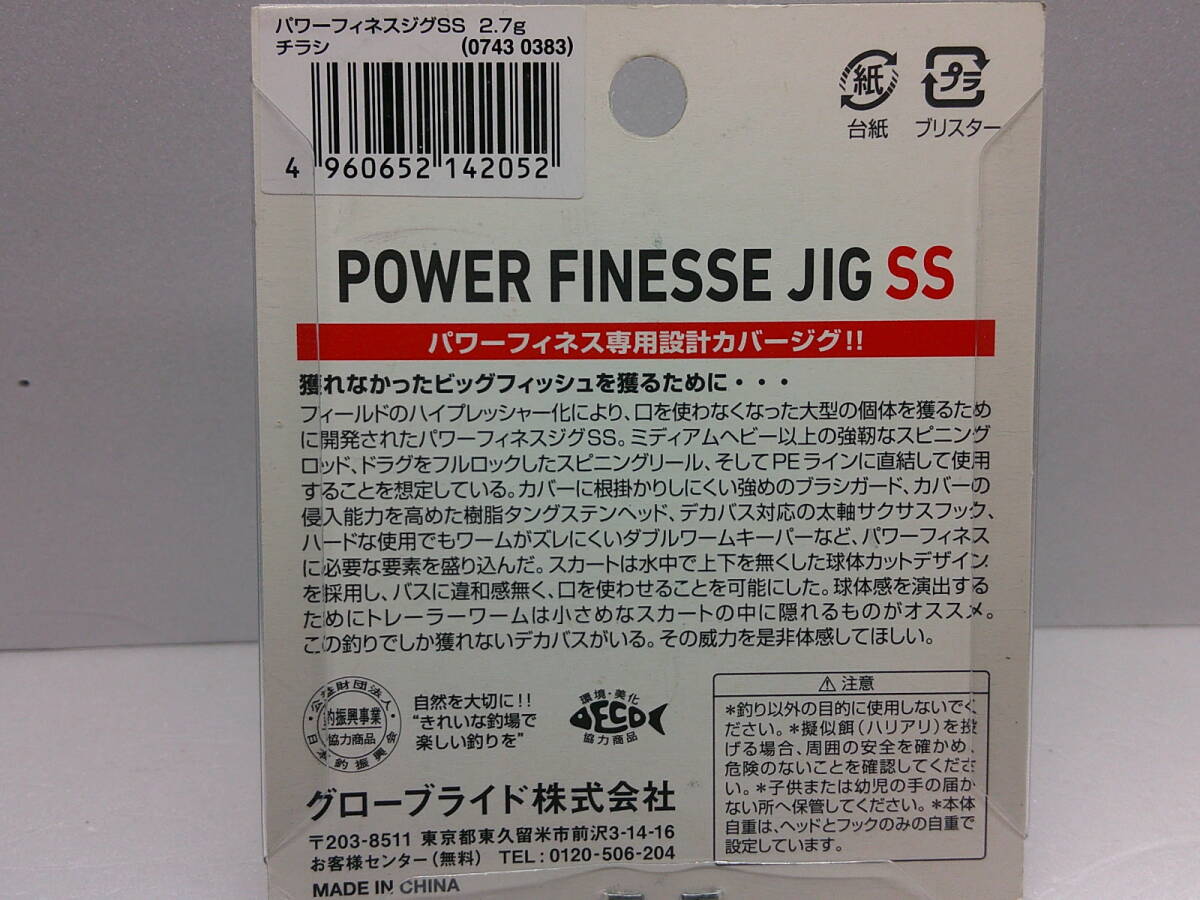 パワーフィネスジグSS 2.7g
チラシ (0743 0383)
4 960652 142052
紙 プラ
台紙 ブリスター
POWER FINESSE JIG SS
パワーフィネス専用設計カバージグ!!
獲れなかったビッグフィッシュを獲るために・・・
フィールドのハイプレッシャー化により、口を使わなくなった大型の個体を獲るため
に開発されたパワーフィネスジグSS。ミディアムヘビー以上の強靭なスピニング
ロッド、ドラグをフルロックしたスピニングリール、そしてPEラインに直結して使用
することを想定している。カバーに根掛かりしにくい強めのブラシガード、カバーの
侵入能力を高めた樹脂タングステンヘッド、デカバス対応の太軸サクサスフック、
ハードな使用でもワームがズレにくいダブルワームキーパーなど、パワーフィネス
に必要な要素を盛り込んだ。スカートは水中で上下を無くした球体カットデザイン
を採用し、バスに違和感無く、口を使わせることを可能にした。球体感を演出する
ためにトレーラーワームは小さめなスカートの中に隠れるものがオススメ。
この釣りでしか獲れないデカバスがいる。その威力を是非体感してほしい。
公益財団法人
釣振興事業
協力商品
日本釣振興会
自然を大切に!!
“きれいな釣場で
楽しい釣りを”
環境・美化
ECO
協力商品
⚠注意
*釣り以外の目的に使用しないでく
ださい。*擬似餌(ハリアリ)を投
げる場合、周囲の安全を確かめ、
危険のないことを確認してくださ
い。*子供または幼児の手の届か
ない所へ保管してください。*本体
自重は、ヘッドとフックのみの自重で
設定しています。
グローブライド株式会社
〒203-8511 東京都東久留米市前沢3-14-16
お客様センター(無料) TEL:0120-506-204
MADE IN CHINA